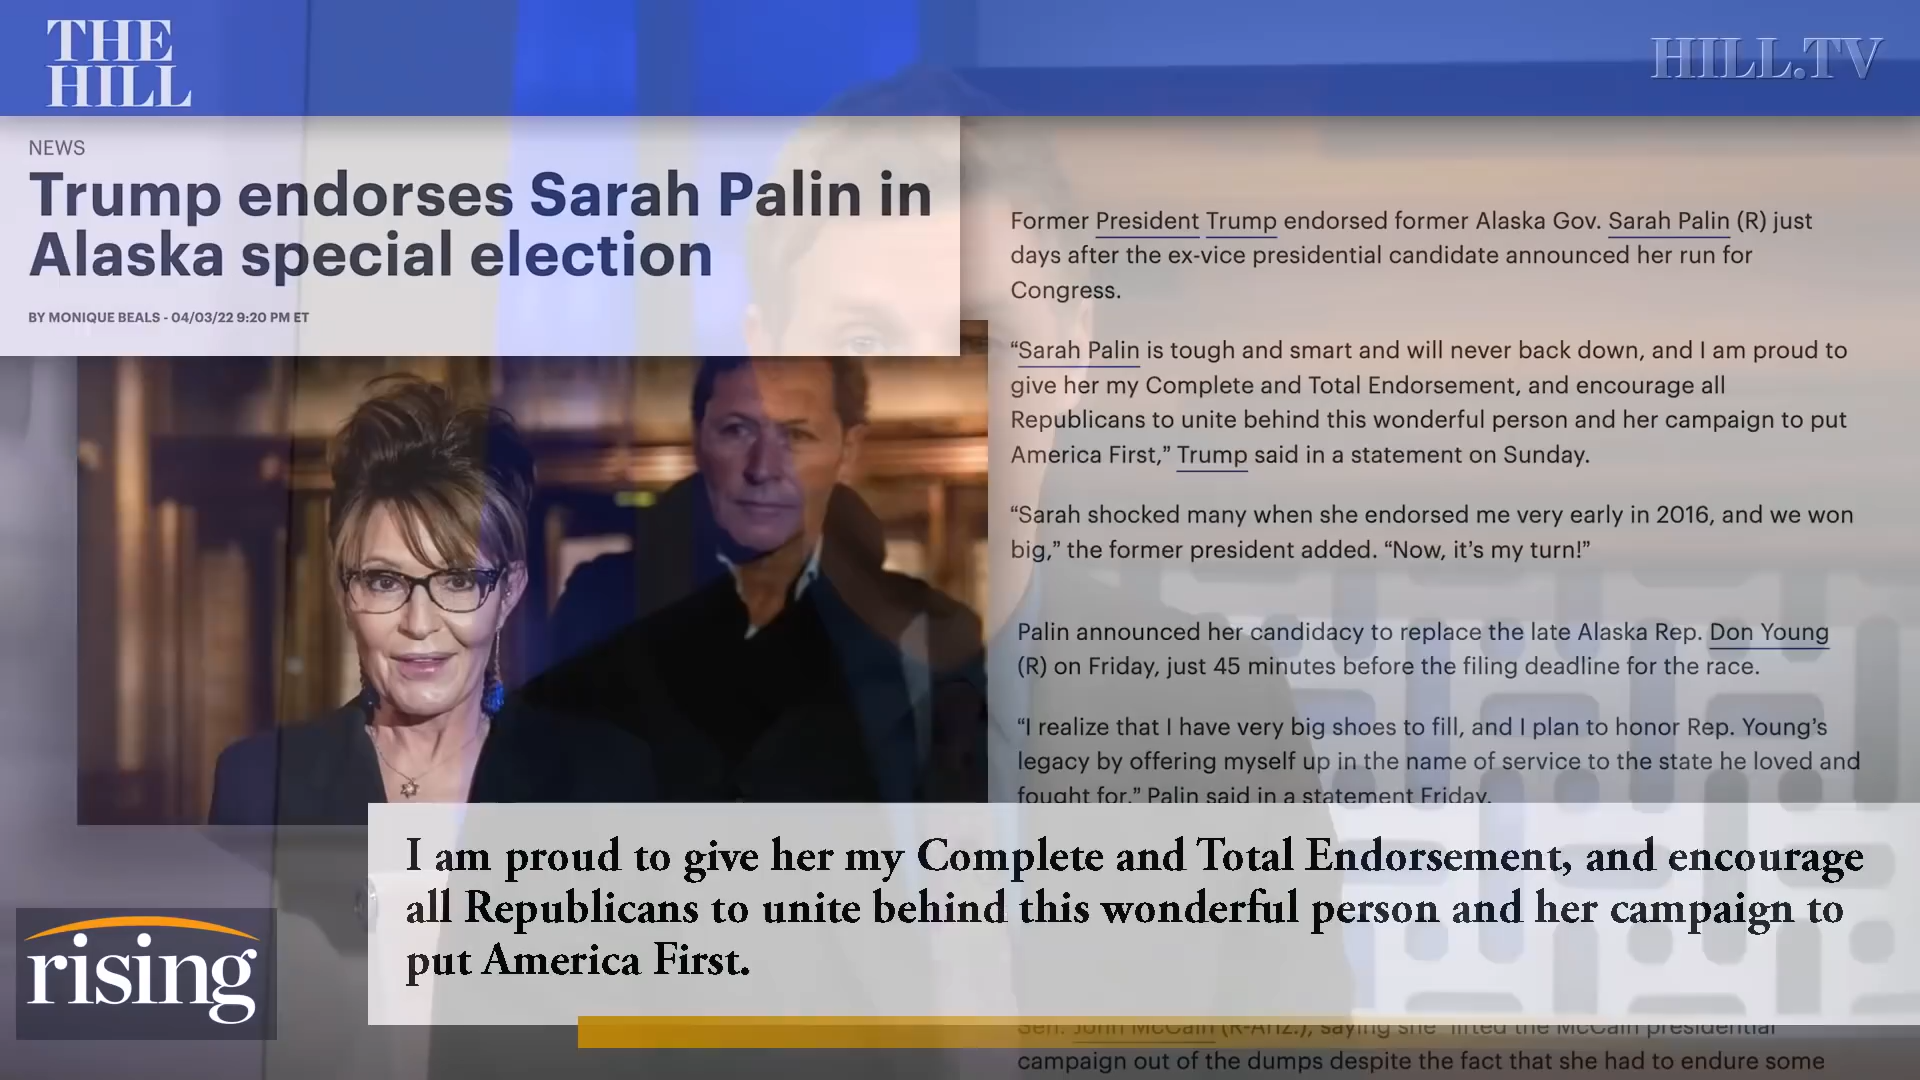 THE
HILL
HILL.TV
NEWS
Trump endorses Sarah Palin in
Alaska special election
BY MONIQUE BEALS - 04/03/22 9:20 PM ET
Former President Trump endorsed former Alaska Gov. Sarah Palin (R) just
days after the ex-vice presidential candidate announced her run for
Congress.
“Sarah Palin is tough and smart and will never back down, and I am proud to
give her my Complete and Total Endorsement, and encourage all
Republicans to unite behind this wonderful person and her campaign to put
America First,” Trump said in a statement on Sunday.
“Sarah shocked many when she endorsed me very early in 2016, and we won
big,” the former president added. “Now, it’s my turn!”
Palin announced her candidacy to replace the late Alaska Rep. Don Young
(R) on Friday, just 45 minutes before the filing deadline for the race.
“I realize that I have very big shoes to fill, and I plan to honor Rep. Young’s
legacy by offering myself up in the name of service to the state he loved and
fought for,” Palin said in a statement Friday.
I am proud to give her my Complete and Total Endorsement, and encourage
all Republicans to unite behind this wonderful person and her campaign to
put America First.
rising
Sen. John McCain (R-Ariz.), saying she “lifted the McCain presidential
campaign out of the dumps despite the fact that she had to endure some